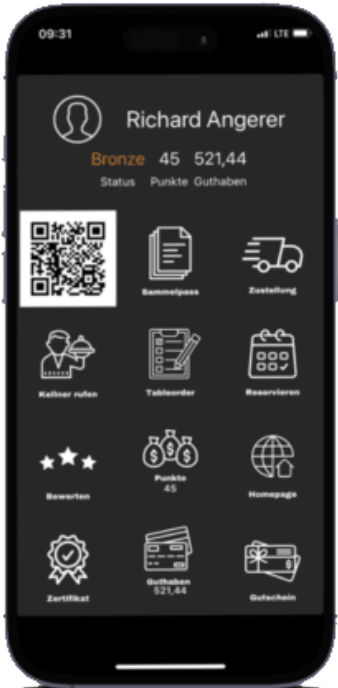 09:31 LTE
Richard Angerer
Bronze 45 521,44
Status Punkte Guthaben
Sammelpass Zustellung
Kellner rufen Tableorder Reservieren
Bewerten Punkte Homepage
45
Zertifikat Guthaben Gutschein
521,44